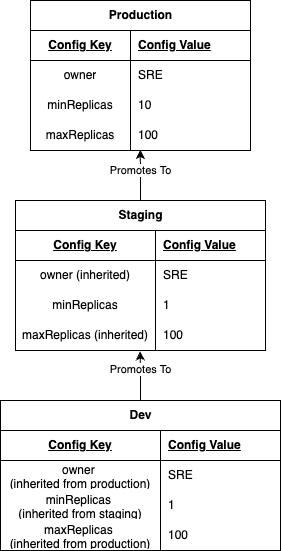 Production
Config Key Config Value
owner SRE
minReplicas 10
maxReplicas 100
Promotes To
Staging
Config Key Config Value
owner (inherited) SRE
minReplicas 1
maxReplicas (inherited) 100
Promotes To
Dev
Config Key Config Value
owner
(inherited from production) SRE
minReplicas
(inherited from staging) 1
maxReplicas
(inherited from production) 100